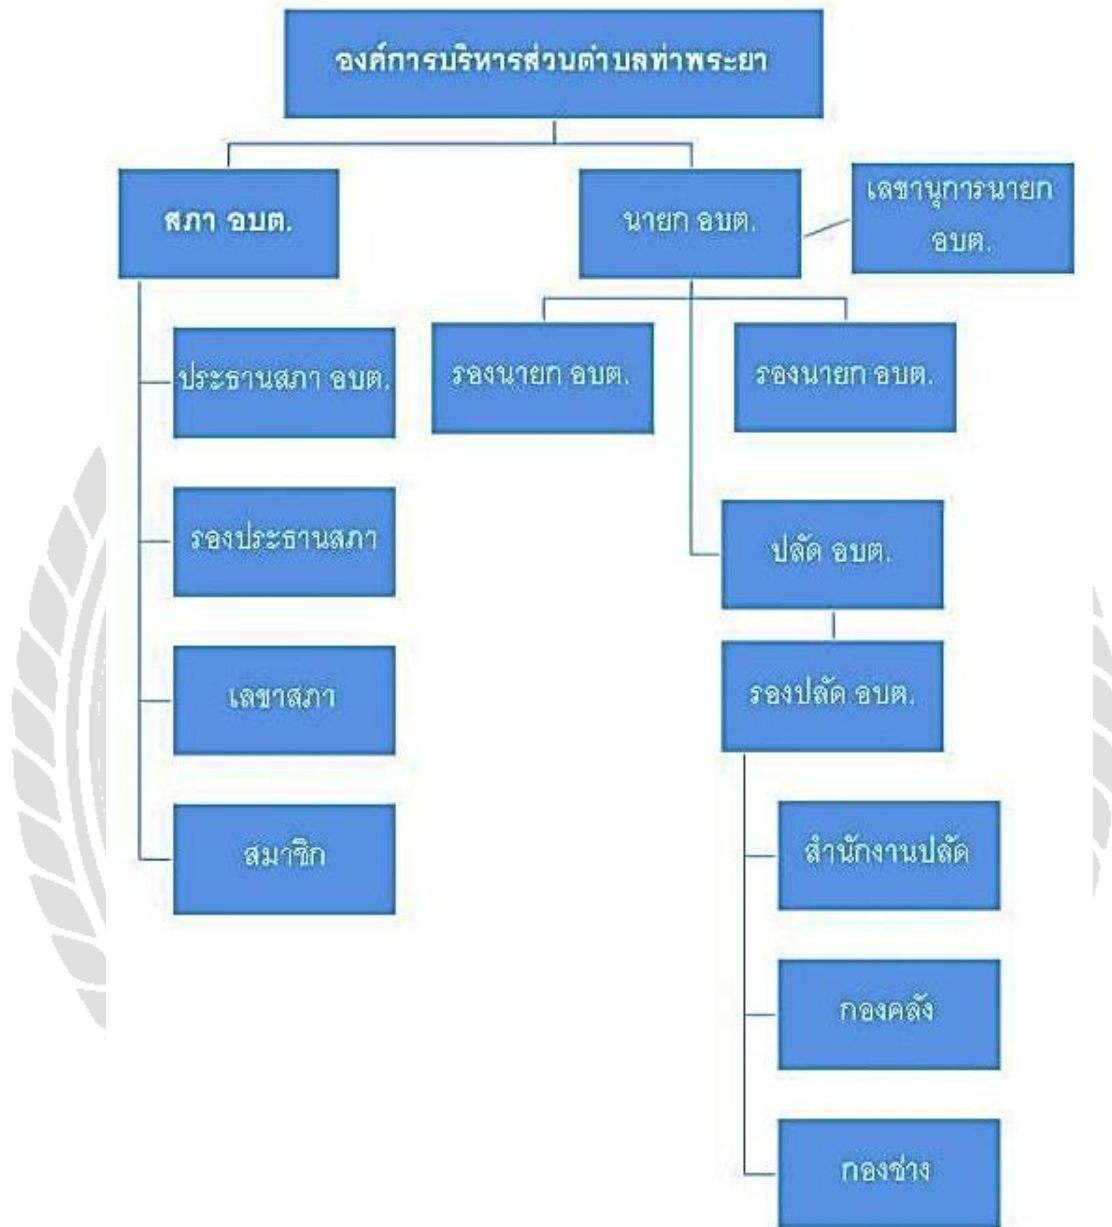 องค์การบริหารส่วนตำบลท่าพระยา
สภา อบต.
นายก อบต.
เลขานุการนายก
อบต.
ประธานสภา อบต.
รองนายก อบต.
รองนายก อบต.
รองประธานสภา
ปลัด อบต.
เลขาสภา
รองปลัด อบต.
สมาชิก
สำนักงานปลัด
กองคลัง
กองช่าง